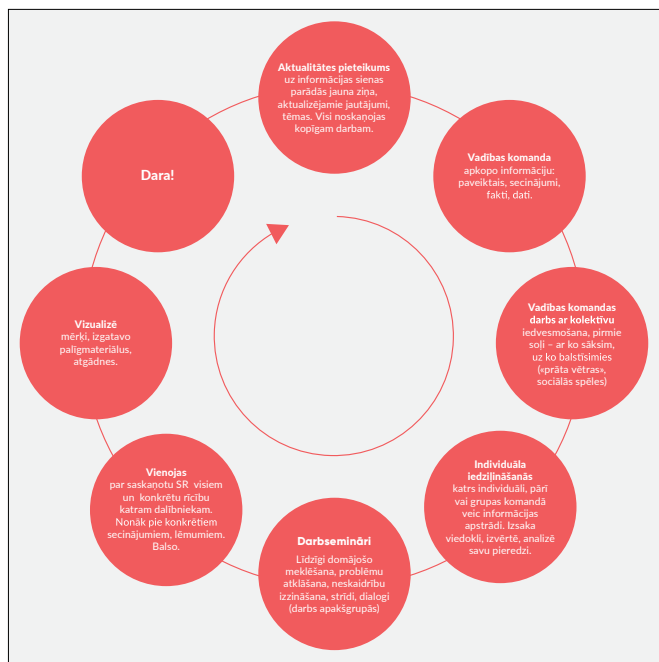 Aktualitātes pieteikums
uz informācijas sienas
parādās jauna ziņa,
aktualizējamie jautājumi,
tēmas. Visi noskaņojas
kopīgam darbam.
Vadības komanda
apkopo informāciju:
paveiktais, secinājumi,
fakti, dati.
Vadības komandas
darbs ar kolektīvu
iedvesmošana, pirmie
soļi – ar ko sāksim,
uz ko balstīsimies
(«prāta vētras»,
sociālās spēles)
Individuāla
iedziļināšanās
katrs individuāli, pārī
vai grupas komandā
veic informācijas
apstrādi. Izsaka
viedokli, izvērtē, analizē
savu pieredzi.
Darbsemināri
Līdzīgi domājošo
meklēšana, problēmu
atklāšana, neskaidrību
izzināšana, strīdi, dialogi
(darbs apakšgrupās)
Vienojas
par saskaņotu SR visiem
un konkrētu rīcību
katram dalībniekam.
Nonāk pie konkrētiem
secinājumiem, lēmumiem.
Balso.
Vizualizē
mērķi, izgatavo
palīgmateriālus,
atgādnes.
Dara!